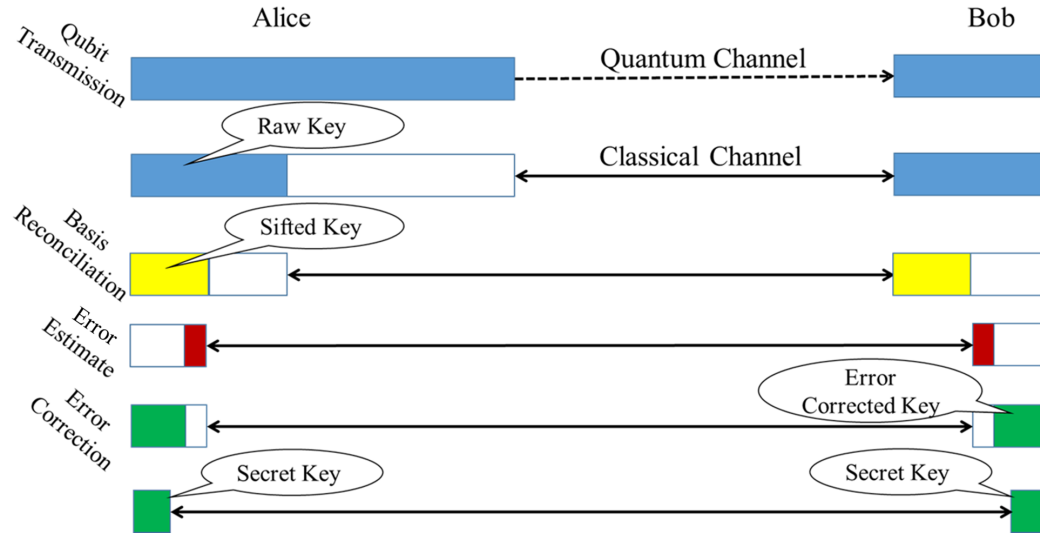 Alice
Bob
Qubit
Transmission
Quantum Channel
Raw Key
Classical Channel
Basis
Reconciliation
Sifted Key
Error
Estimate
Error
Correction
Error
Corrected Key
Secret Key
Secret Key